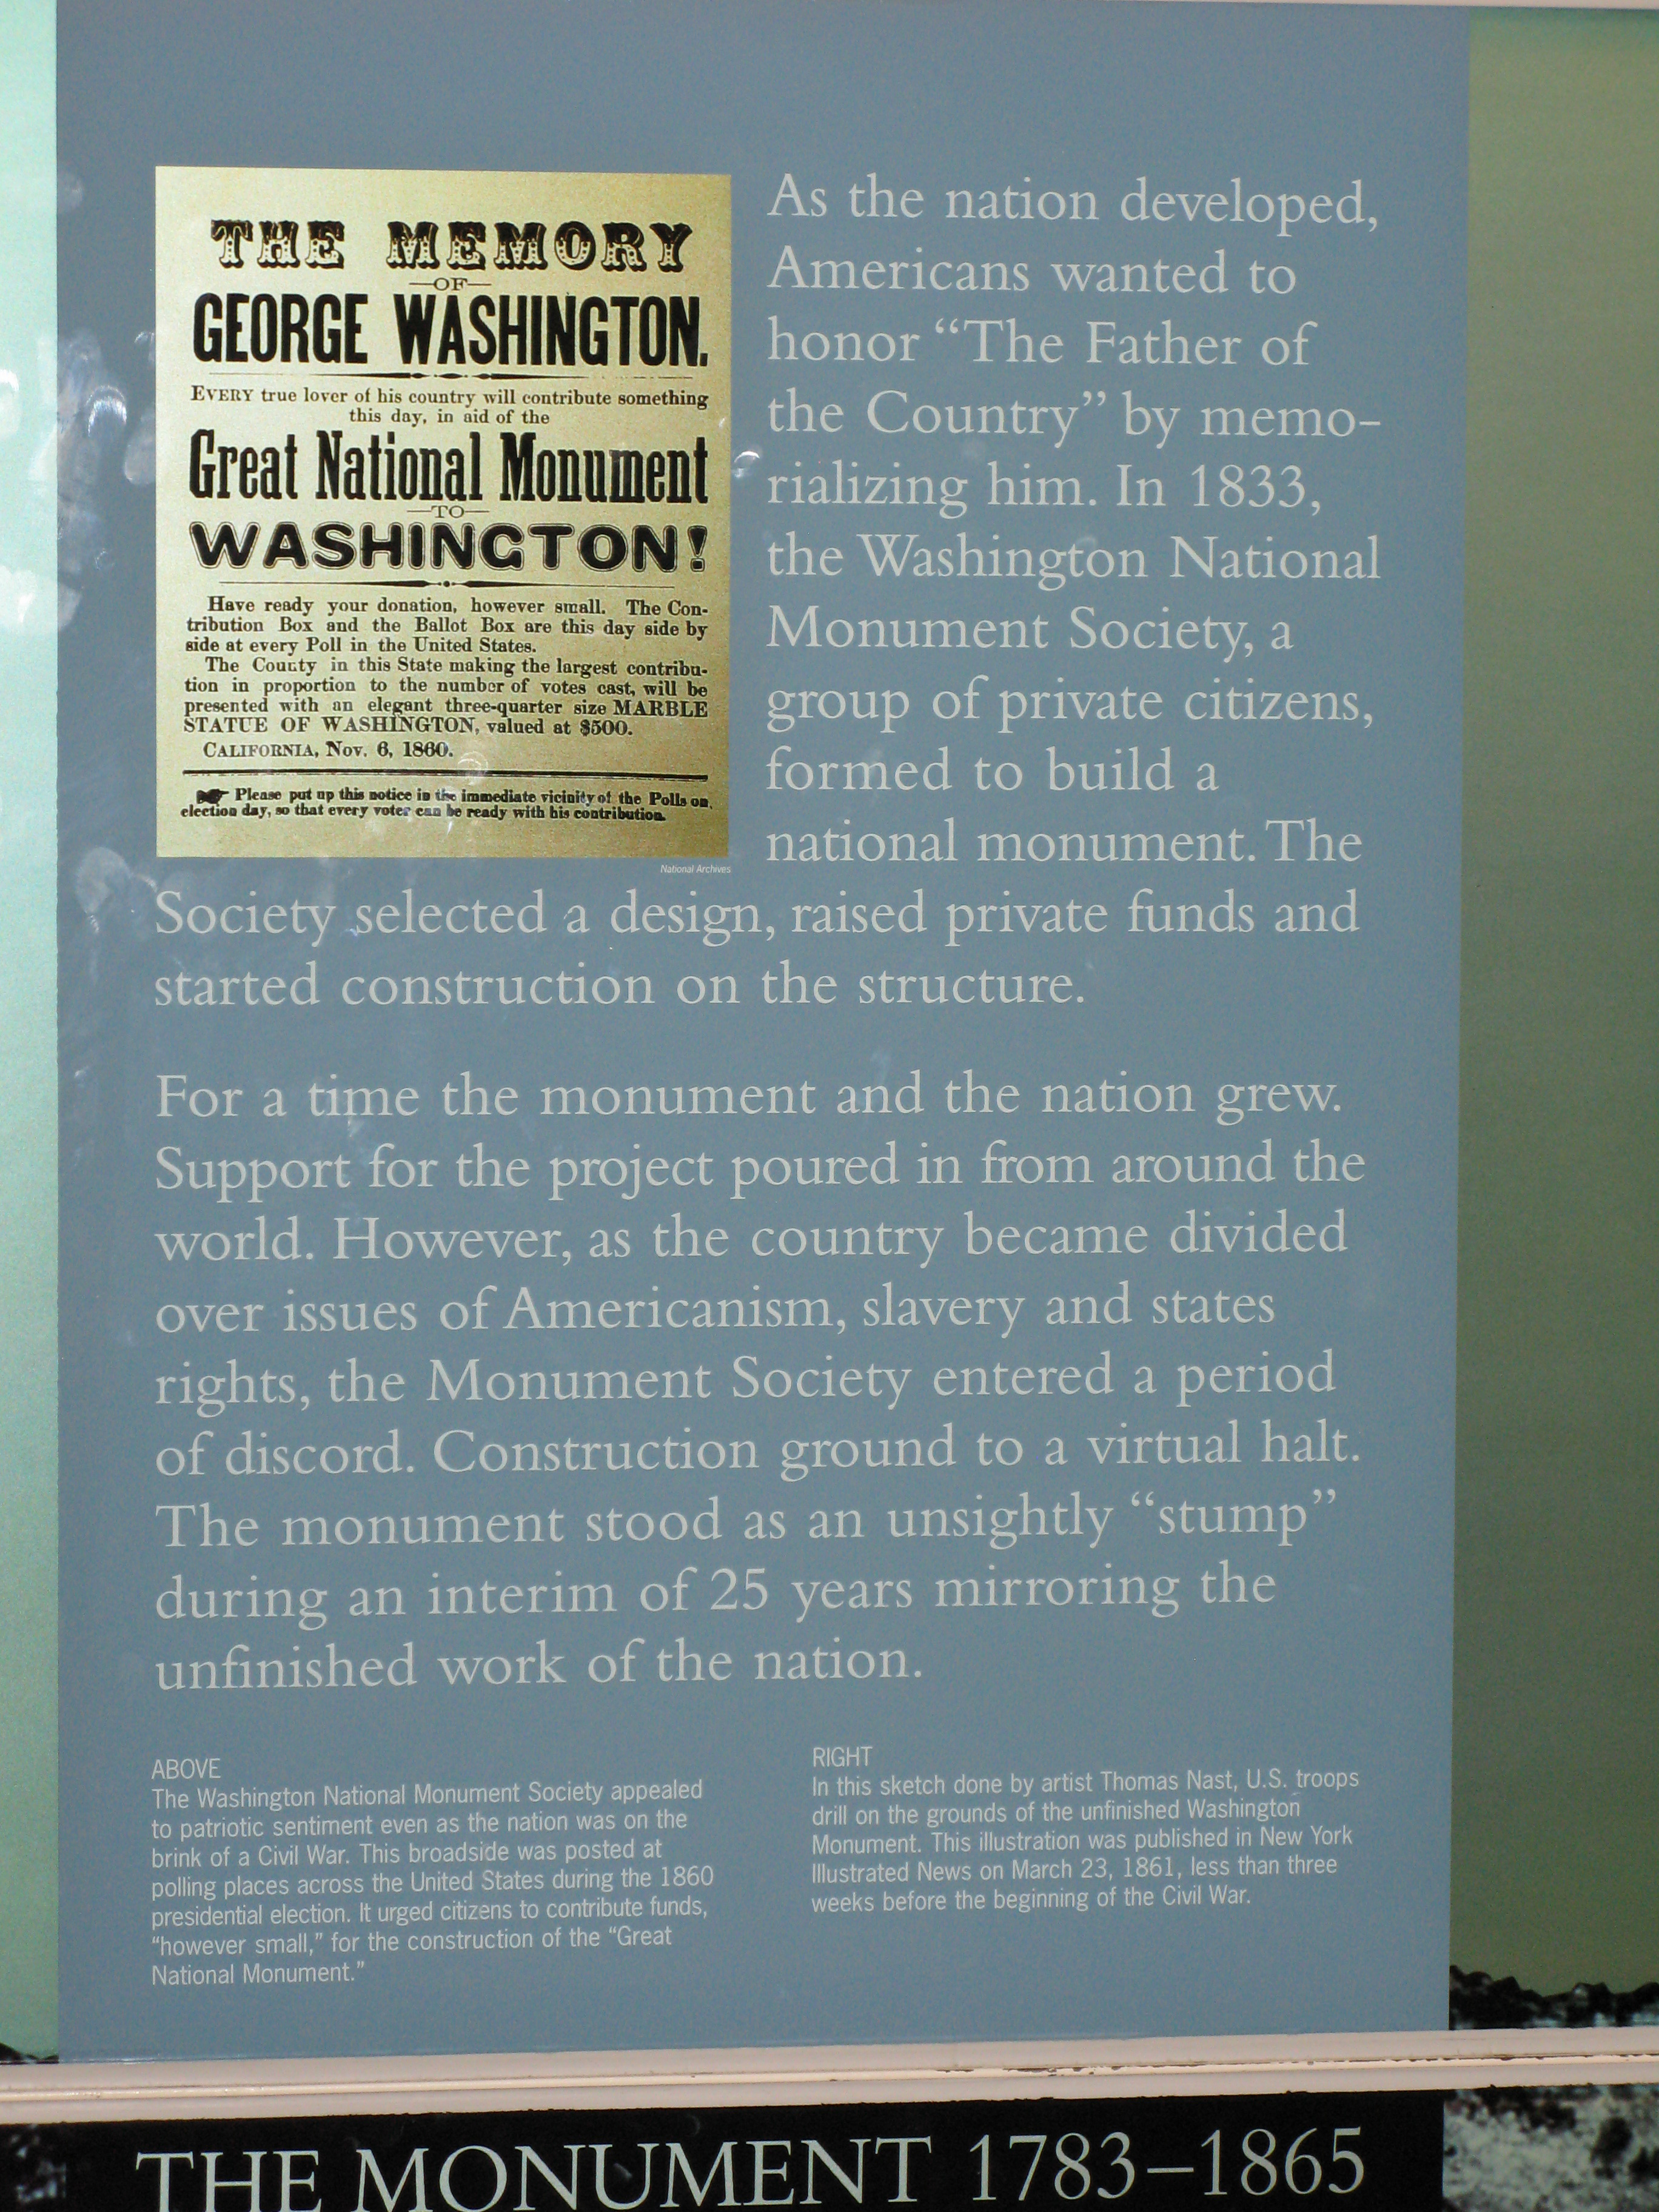 THE MEMORY
—OF—
GEORGE WASHINGTON.
EVERY true lover of his country will contribute something
this day, in aid of the
Great National Monument
—TO—
WASHINGTON!
Have ready your donation, however small. The Con-
tribution Box and the Ballot Box are this day side by
side at every Poll in the United States.
The County in this State making the largest contribu-
tion in proportion to the number of votes cast, will be
presented with an elegant three-quarter size MARBLE
STATUE OF WASHINGTON, valued at $500.
CALIFORNIA, Nov. 6, 1860.
☛ Please put up this notice in the immediate vicinity of the Polls on
election day, so that every voter can be ready with his contribution.
National Archives
As the nation developed,
Americans wanted to
honor “The Father of
the Country” by memo-
rializing him. In 1833,
the Washington National
Monument Society, a
group of private citizens,
formed to build a
national monument. The
Society selected a design, raised private funds and
started construction on the structure.
For a time the monument and the nation grew.
Support for the project poured in from around the
world. However, as the country became divided
over issues of Americanism, slavery and states
rights, the Monument Society entered a period
of discord. Construction ground to a virtual halt.
The monument stood as an unsightly “stump”
during an interim of 25 years mirroring the
unfinished work of the nation.
ABOVE
The Washington National Monument Society appealed
to patriotic sentiment even as the nation was on the
brink of a Civil War. This broadside was posted at
polling places across the United States during the 1860
presidential election. It urged citizens to contribute funds,
“however small,” for the construction of the “Great
National Monument.”
RIGHT
In this sketch done by artist Thomas Nast, U.S. troops
drill on the grounds of the unfinished Washington
Monument. This illustration was published in New York
Illustrated News on March 23, 1861, less than three
weeks before the beginning of the Civil War.
THE MONUMENT 1783–1865